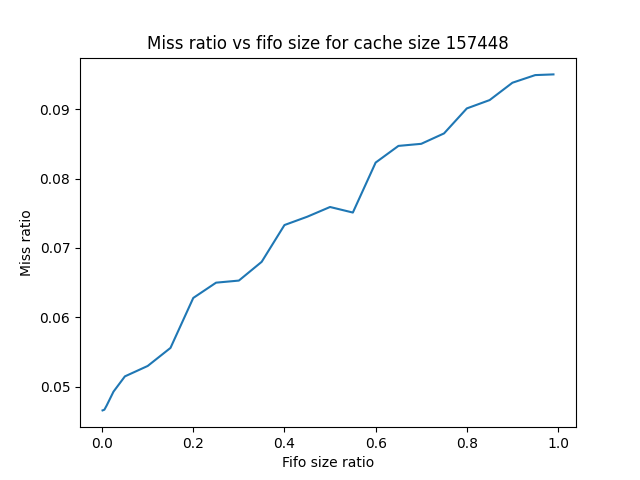 Miss ratio vs fifo size for cache size 157448
0.09
0.08
0.07
0.06
0.05
Miss ratio
0.0 0.2 0.4 0.6 0.8 1.0
Fifo size ratio